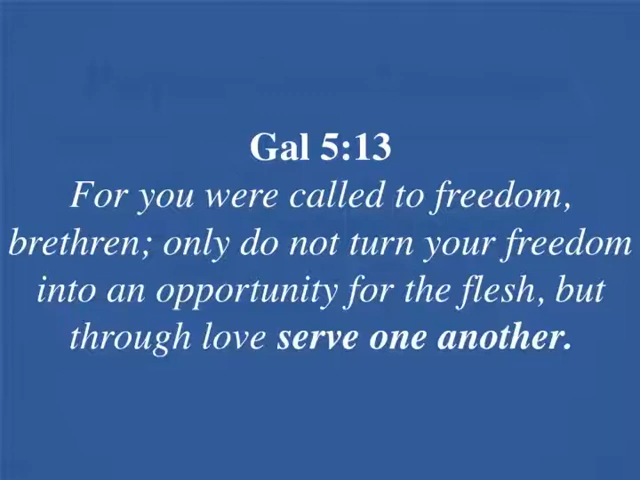 Gal 5:13
For you were called to freedom,
brethren; only do not turn your freedom
into an opportunity for the flesh, but
through love serve one another.